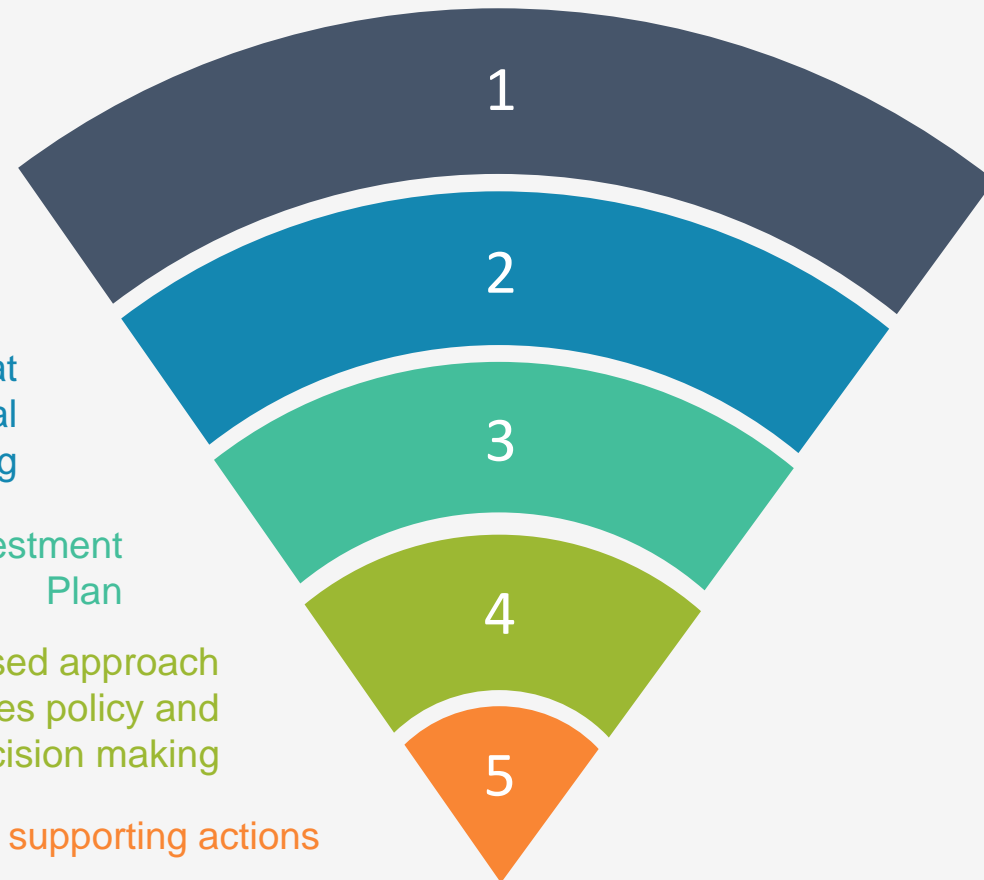 1
2
at
al
g
3
estment
Plan
4
sed approach
es policy and
cision making
5
supporting actions